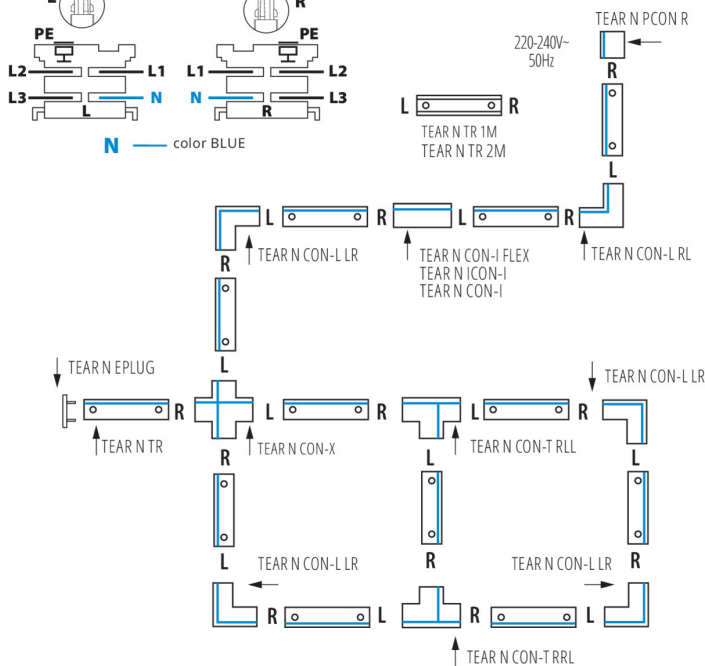 L
R
PE
PE
L2
L1
L1
L2
L3
N
N
L3
L
R
N
color BLUE
TEAR N PCON R
220-240V~
50Hz
R
L
R
TEAR N TR 1M
TEAR N TR 2M
L
L
R
L
R
TEAR N CON-L LR
TEAR N CON-I FLEX
TEAR N ICON-I
TEAR N CON-I
TEAR N CON-L RL
R
L
TEAR N EPLUG
TEAR N CON-L LR
R
L
R
L
R
TEAR N TR
TEAR N CON-X
TEAR N CON-T RLL
R
L
L
L
R
R
TEAR N CON-L LR
TEAR N CON-L LR
R
L
R
L
TEAR N CON-T RRL